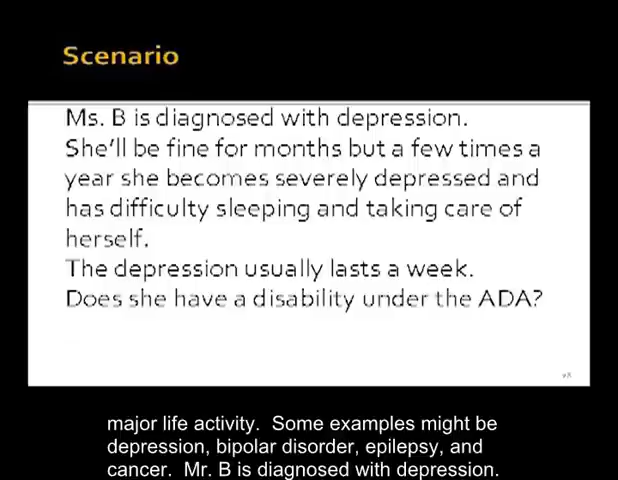 Scenario
Ms. B is diagnosed with depression.
She'll be fine for months but a few times a
year she becomes severely depressed and
has difficulty sleeping and taking care of
herself.
The depression usually lasts a week.
Does she have a disability under the ADA?
major life activity.  Some examples might be
depression, bipolar disorder, epilepsy, and
cancer.  Mr. B is diagnosed with depression.